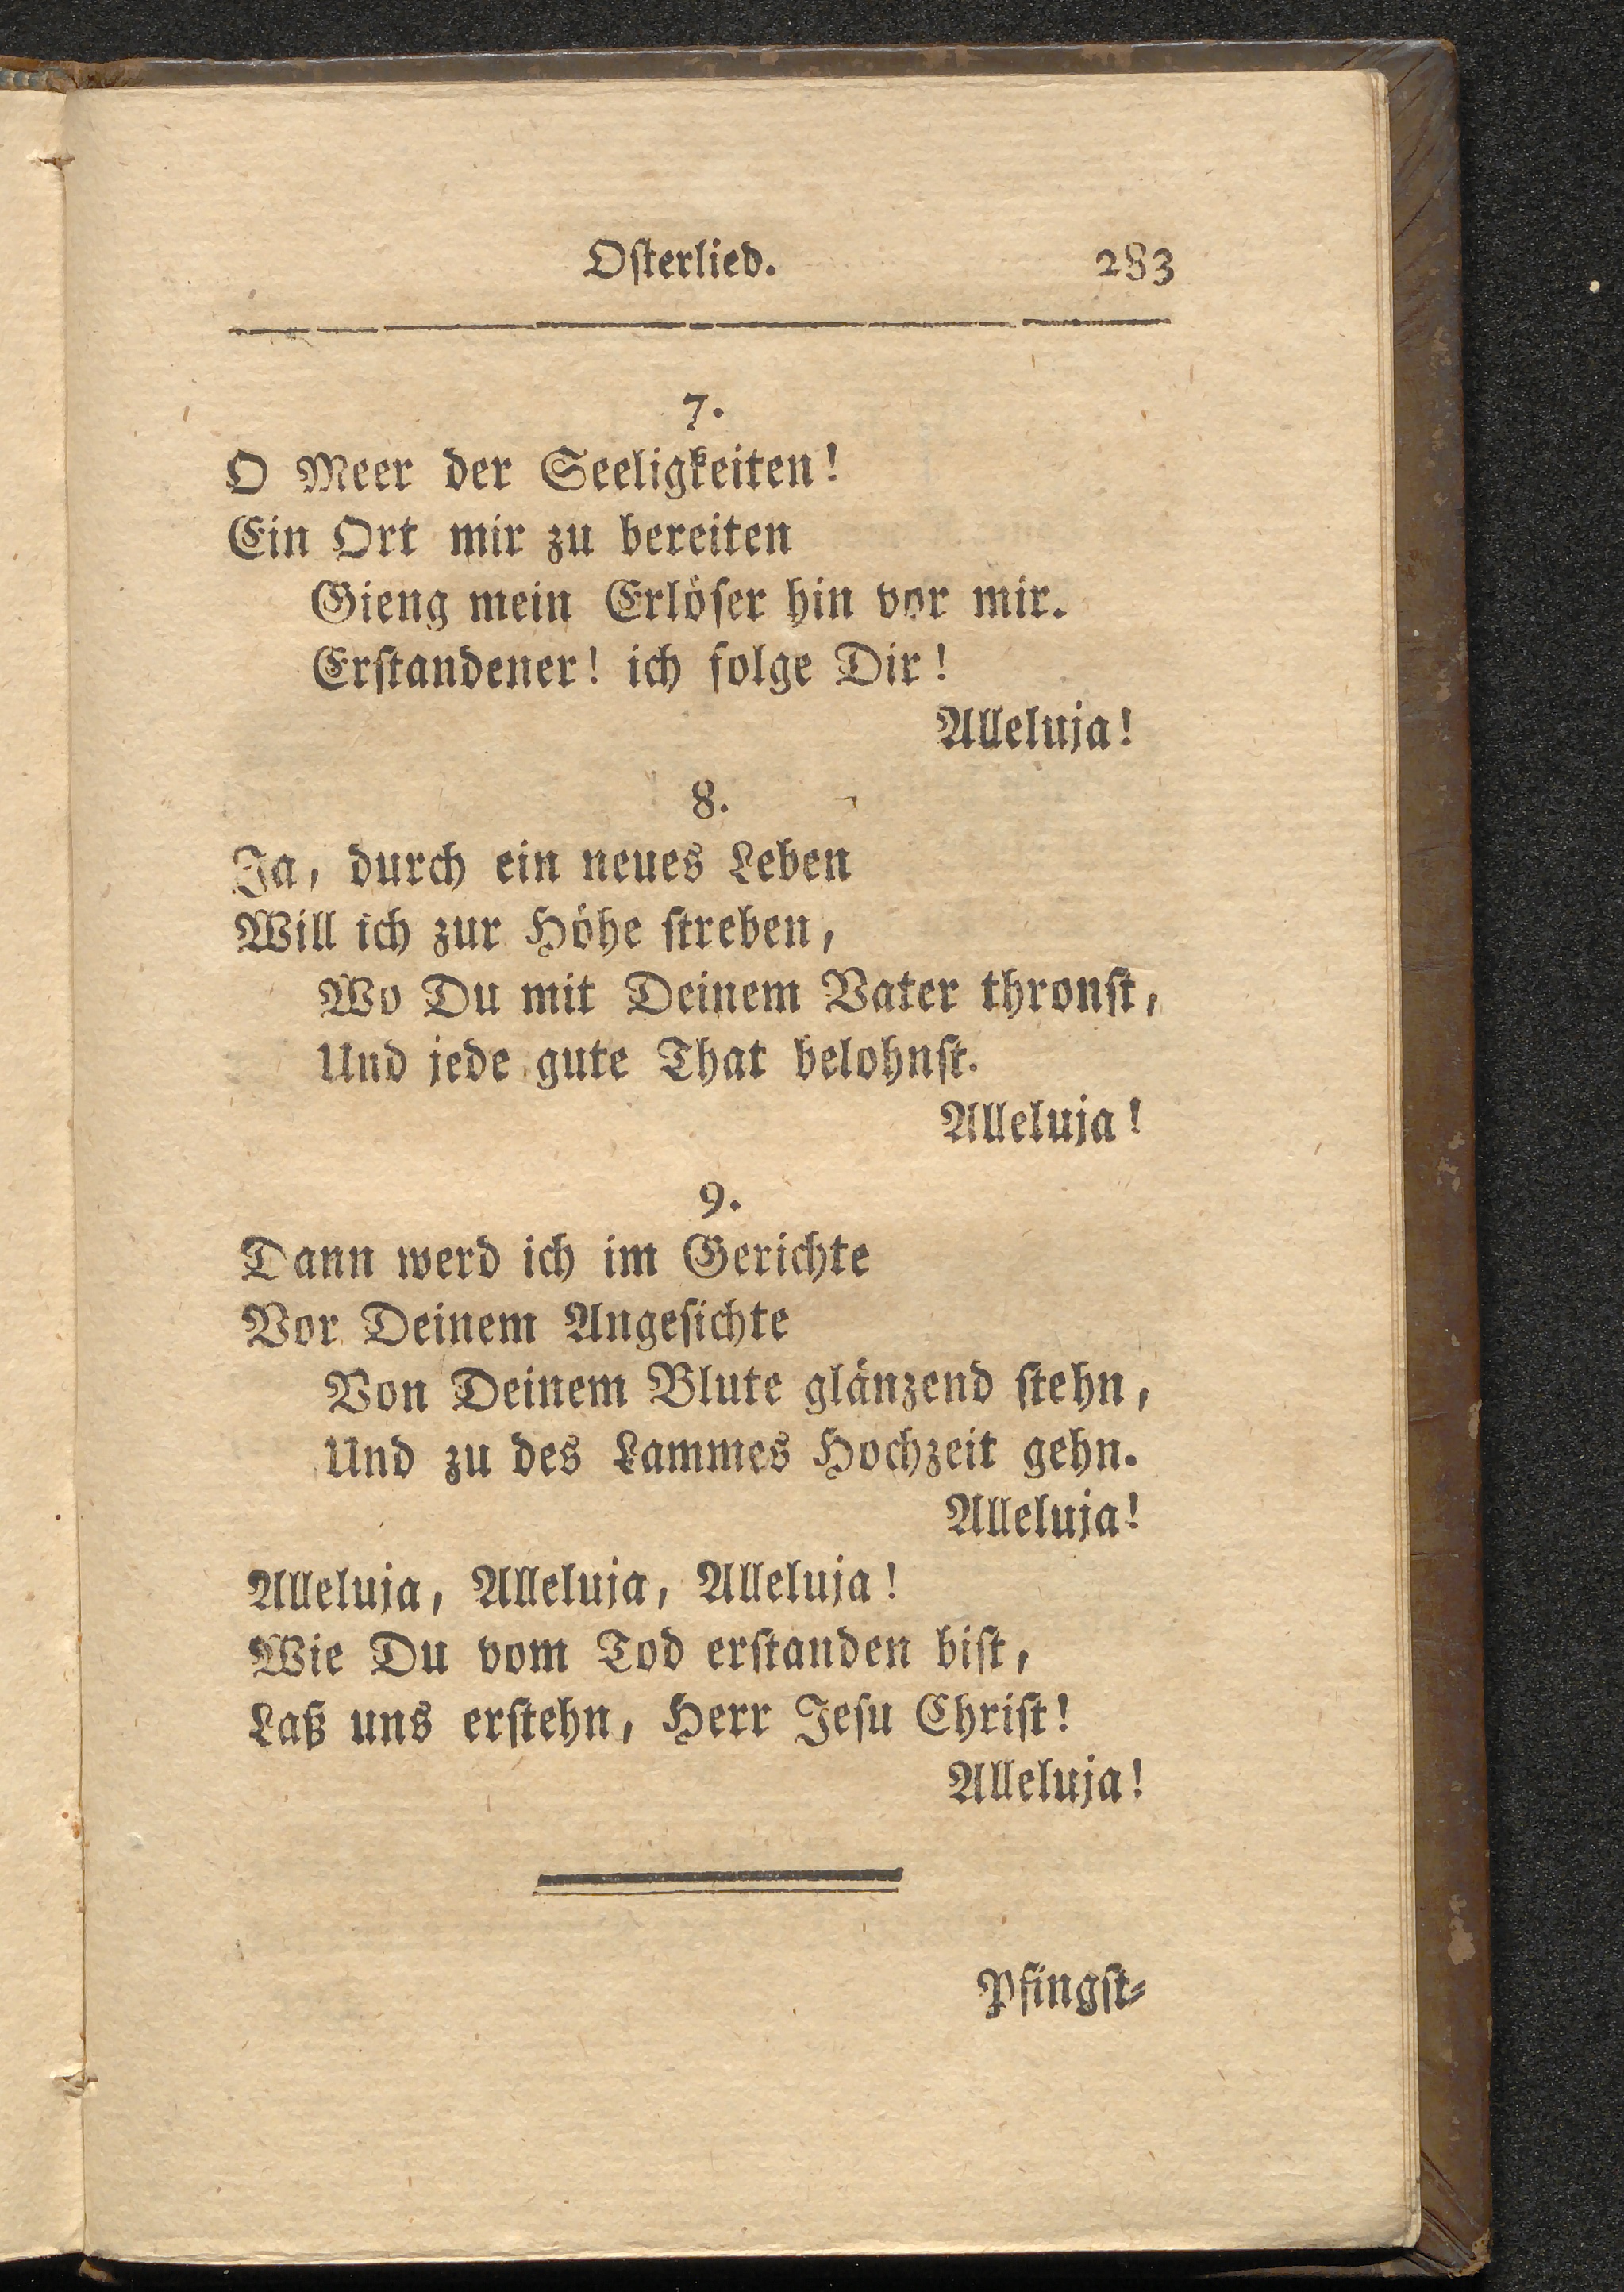 Oſterlied. 283
7.
O Meer der Seeligkeiten!
Ein Ort mir zu bereiten
Gieng mein Erlöſer hin vor mir.
Erſtandener! ich folge Dir!
Alleluja!
8.
Ja, durch ein neues Leben
Will ich zur Höhe ſtreben,
Wo Du mit Deinem Vater thronſt,
Und jede gute That belohnſt.
Alleluja!
9.
Dann werd ich im Gerichte
Vor Deinem Angeſichte
Von Deinem Blute glänzend ſtehn,
Und zu des Lammes Hochzeit gehn.
Alleluja!
Alleluja, Alleluja, Alleluja!
Wie Du vom Tod erſtanden biſt,
Laß uns erſtehn, Herr Jeſu Chriſt!
Alleluja!
Pfingſt⸗